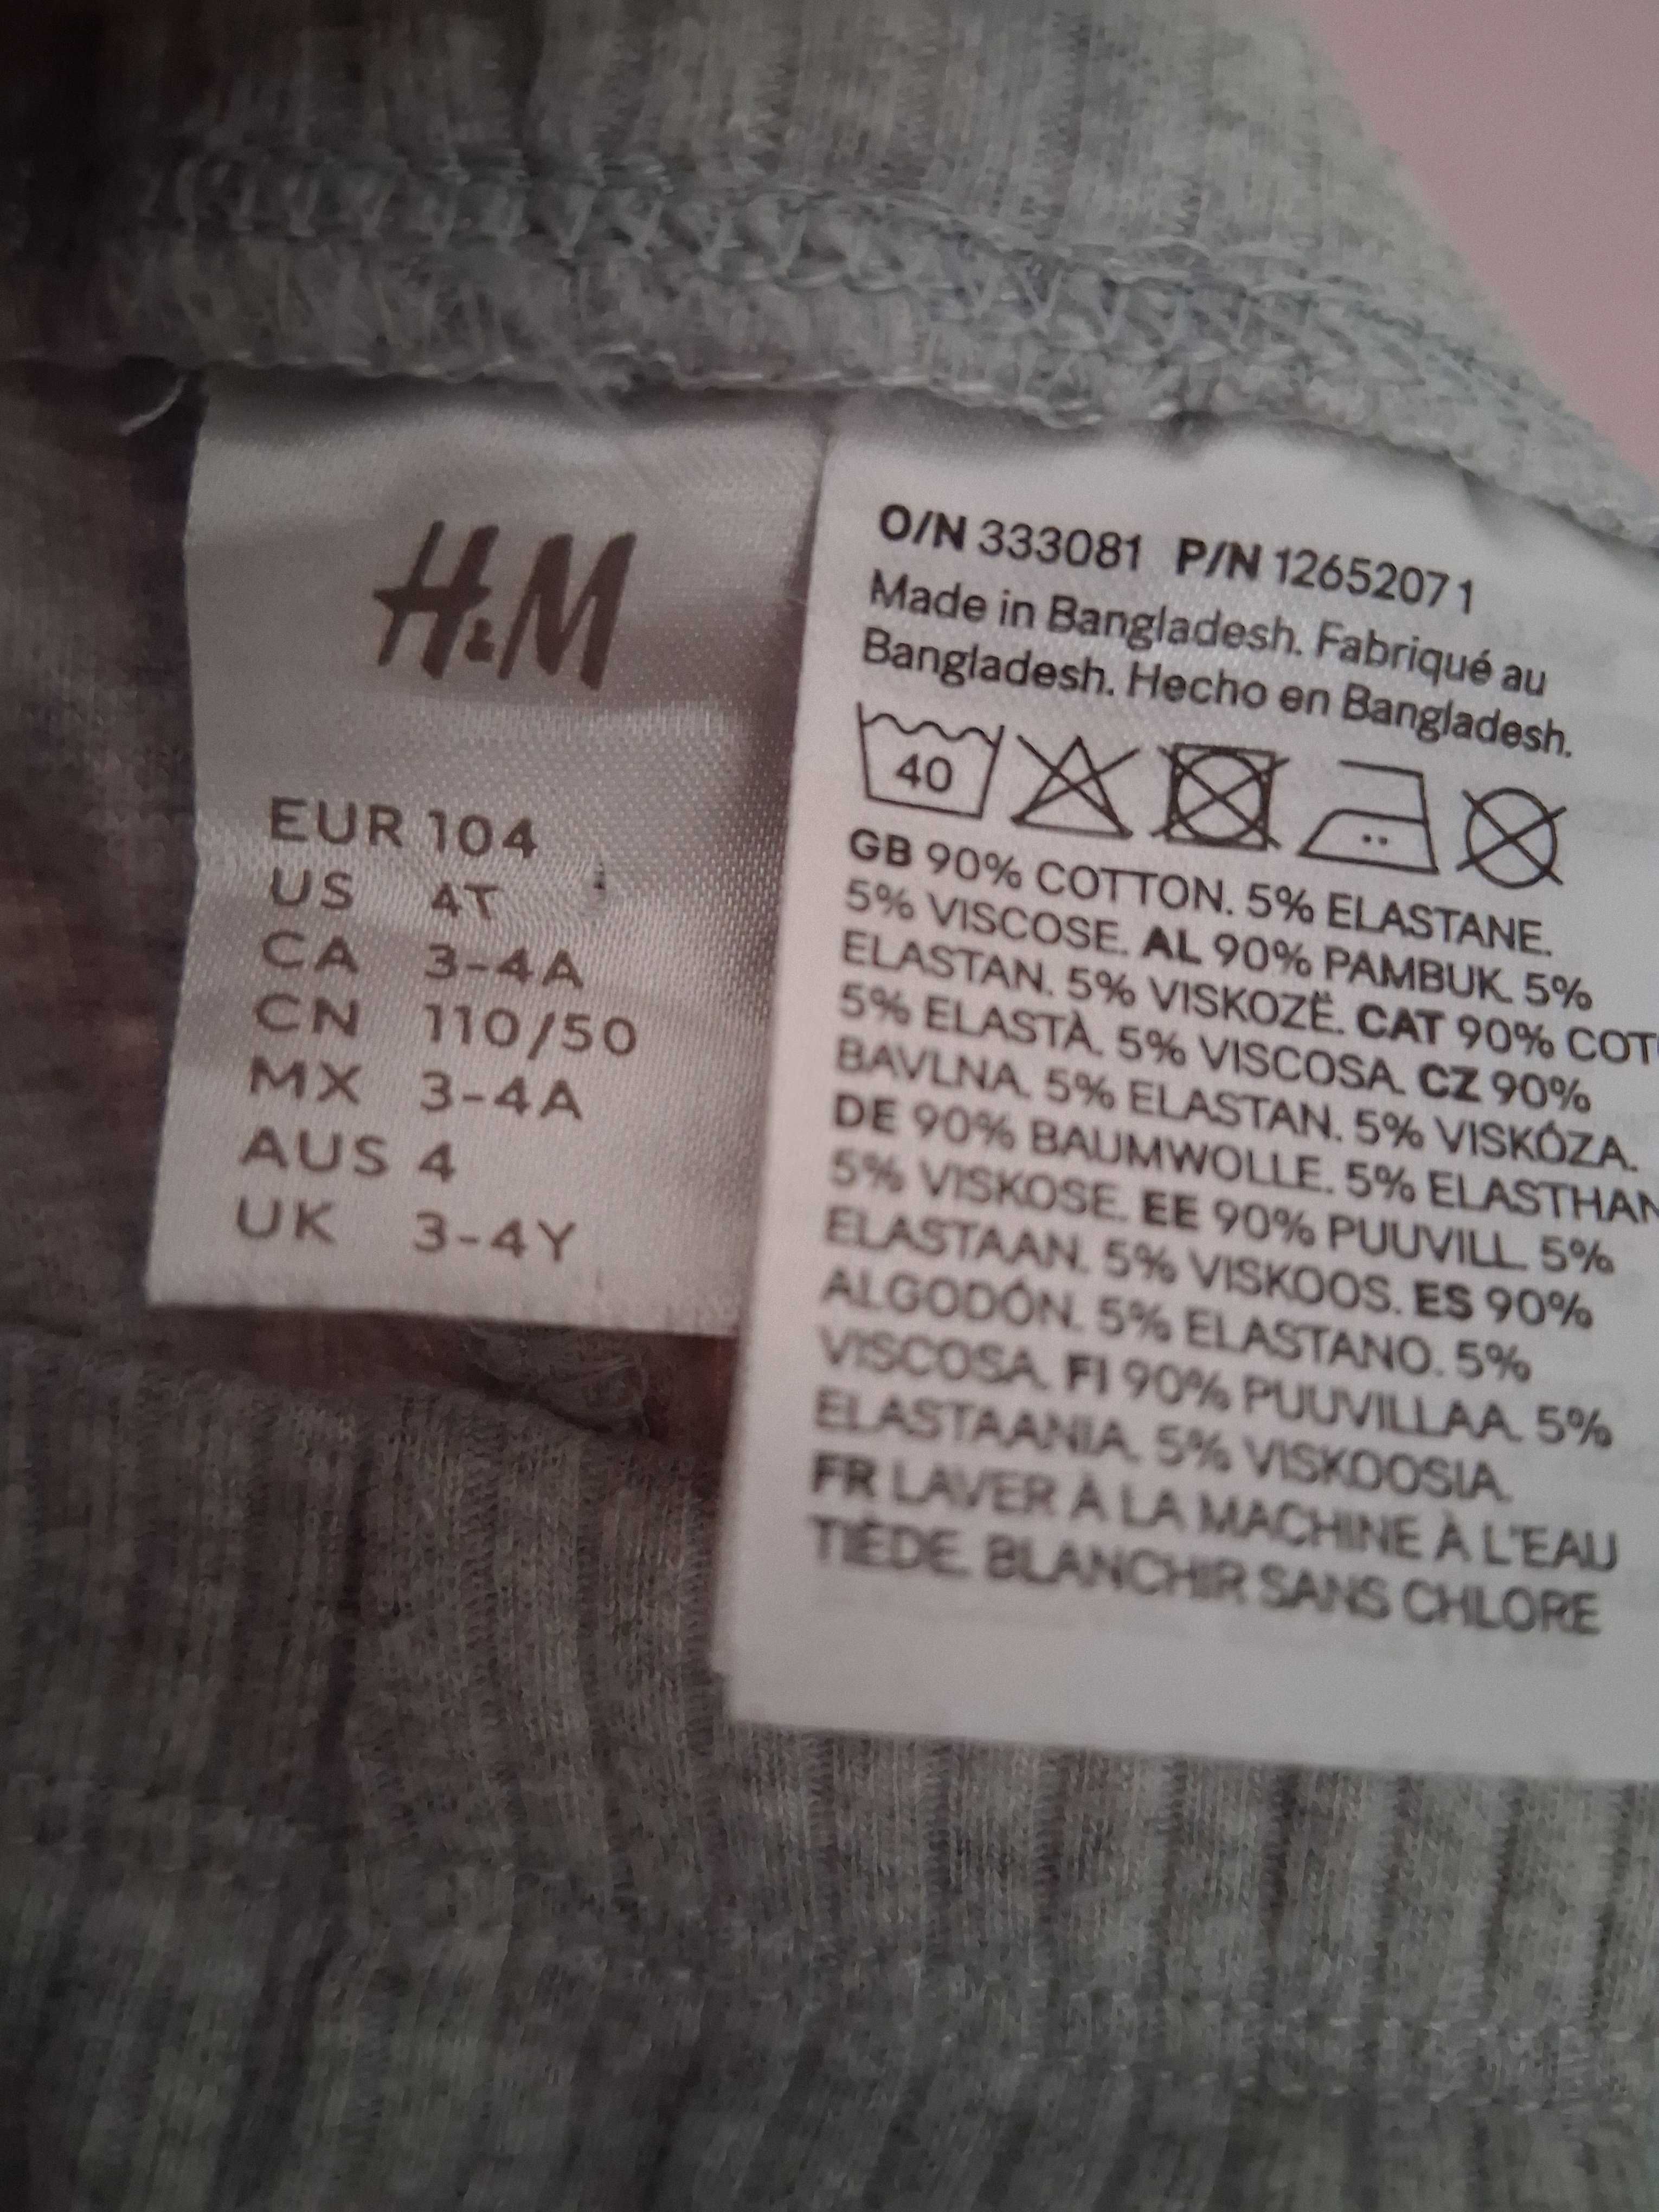 H&M
EUR 104
US 4T
CA 3-4A
CN 110/50
MX 3-4A
AUS 4
UK 3-4Y
O/N 333081 P/N 12652071
Made in Bangladesh. Fabriqué au
Bangladesh. Hecho en Bangladesh.
40
GB 90% COTTON. 5% ELASTANE.
5% VISCOSE. AL 90% PAMBUK. 5%
ELASTAN. 5% VISKOZË. CAT 90% COT
5% ELASTÀ. 5% VISCOSA. CZ 90%
BAVLNA. 5% ELASTAN. 5% VISKÓZA.
DE 90% BAUMWOLLE. 5% ELASTHAN
5% VISKOSE. EE 90% PUUVILL. 5%
ELASTAAN. 5% VISKOOS. ES 90%
ALGODÓN. 5% ELASTANO. 5%
VISCOSA. FI 90% PUUVILLAA. 5%
ELASTAANIA. 5% VISKOOSIA.
FR LAVER À LA MACHINE À L'EAU
TIÈDE. BLANCHIR SANS CHLORE